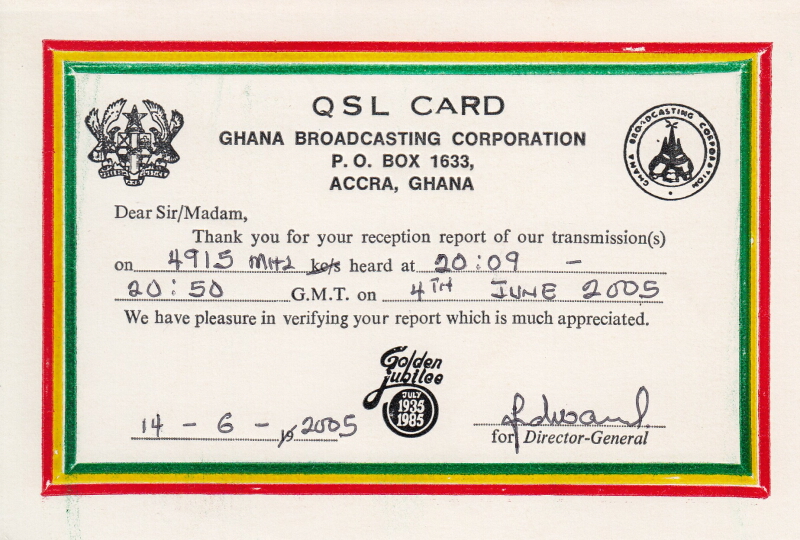 QSL CARD
GHANA BROADCASTING CORPORATION
P. O. BOX 1633,
ACCRA, GHANA
GHANA BROADCASTING CORPORATION
Dear Sir/Madam,
Thank you for your reception report of our transmission(s)
on 4915 MHz kc/s heard at 20:09 –
20:50 G.M.T. on 4TH JUNE 2005
We have pleasure in verifying your report which is much appreciated.
Golden
jubilee
JULY
1935
1985
14 - 6 - 19 2005
for Director-General